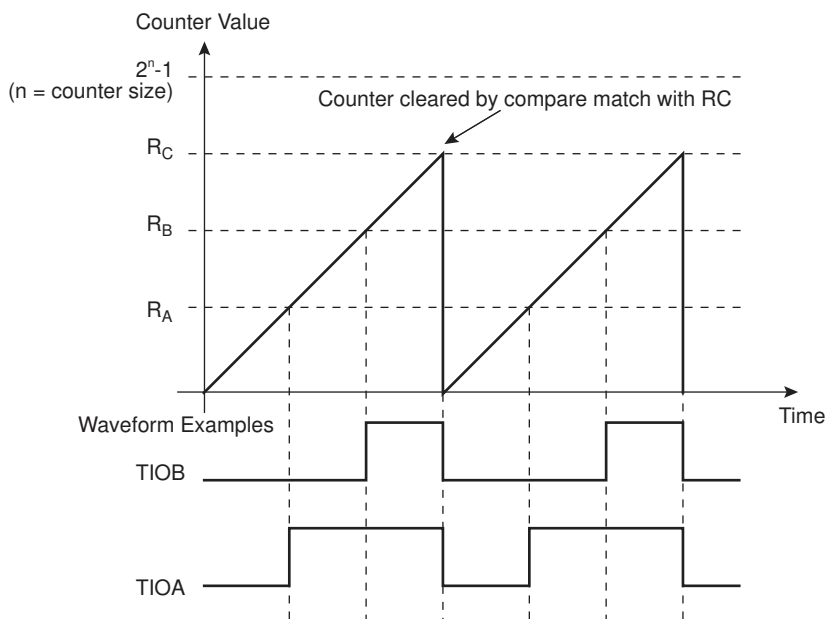 Counter Value
2ⁿ-1
(n = counter size)
Counter cleared by compare match with RC
R_C
R_B
R_A
Time
Waveform Examples
TIOB
TIOA